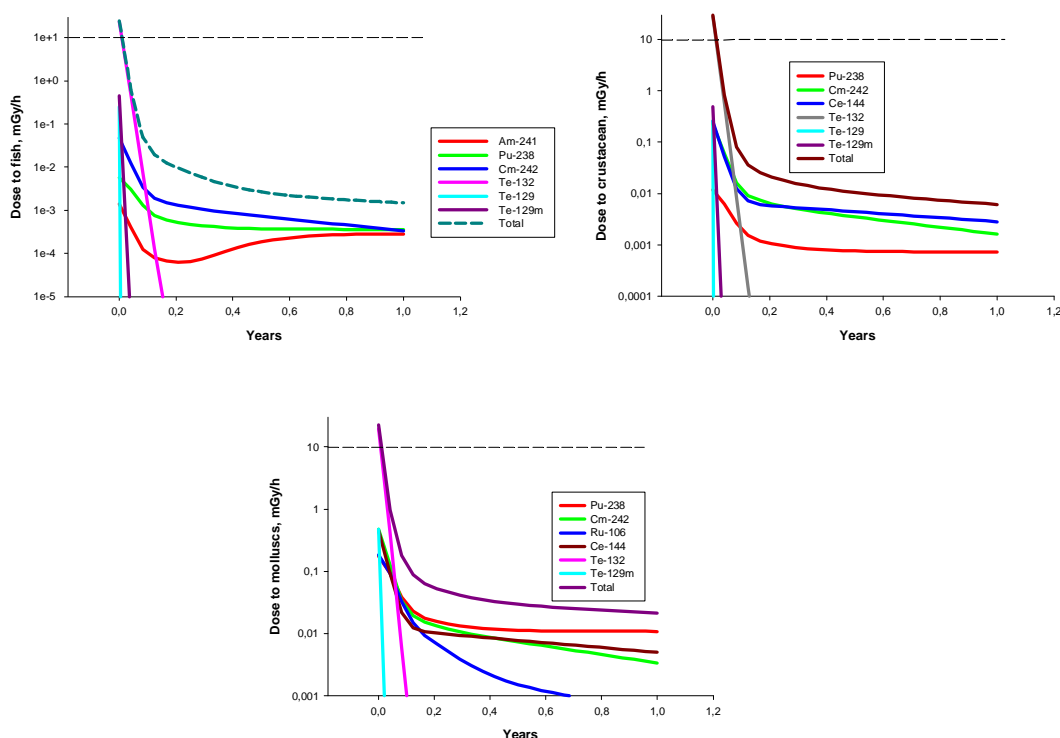 Dose to fish, mGy/h
1e+1
1e+0
1e-1
1e-2
1e-3
1e-4
1e-5
0,0 0,2 0,4 0,6 0,8 1,0 1,2
Years
Am-241
Pu-238
Cm-242
Te-132
Te-129
Te-129m
Total
Dose to crustacean, mGy/h
10
1
0,1
0,01
0,001
0,0001
0,0 0,2 0,4 0,6 0,8 1,0 1,2
Years
Pu-238
Cm-242
Ce-144
Te-132
Te-129
Te-129m
Total
Dose to molluscs, mGy/h
10
1
0,1
0,01
0,001
0,0 0,2 0,4 0,6 0,8 1,0 1,2
Years
Pu-238
Cm-242
Ru-106
Ce-144
Te-132
Te-129m
Total